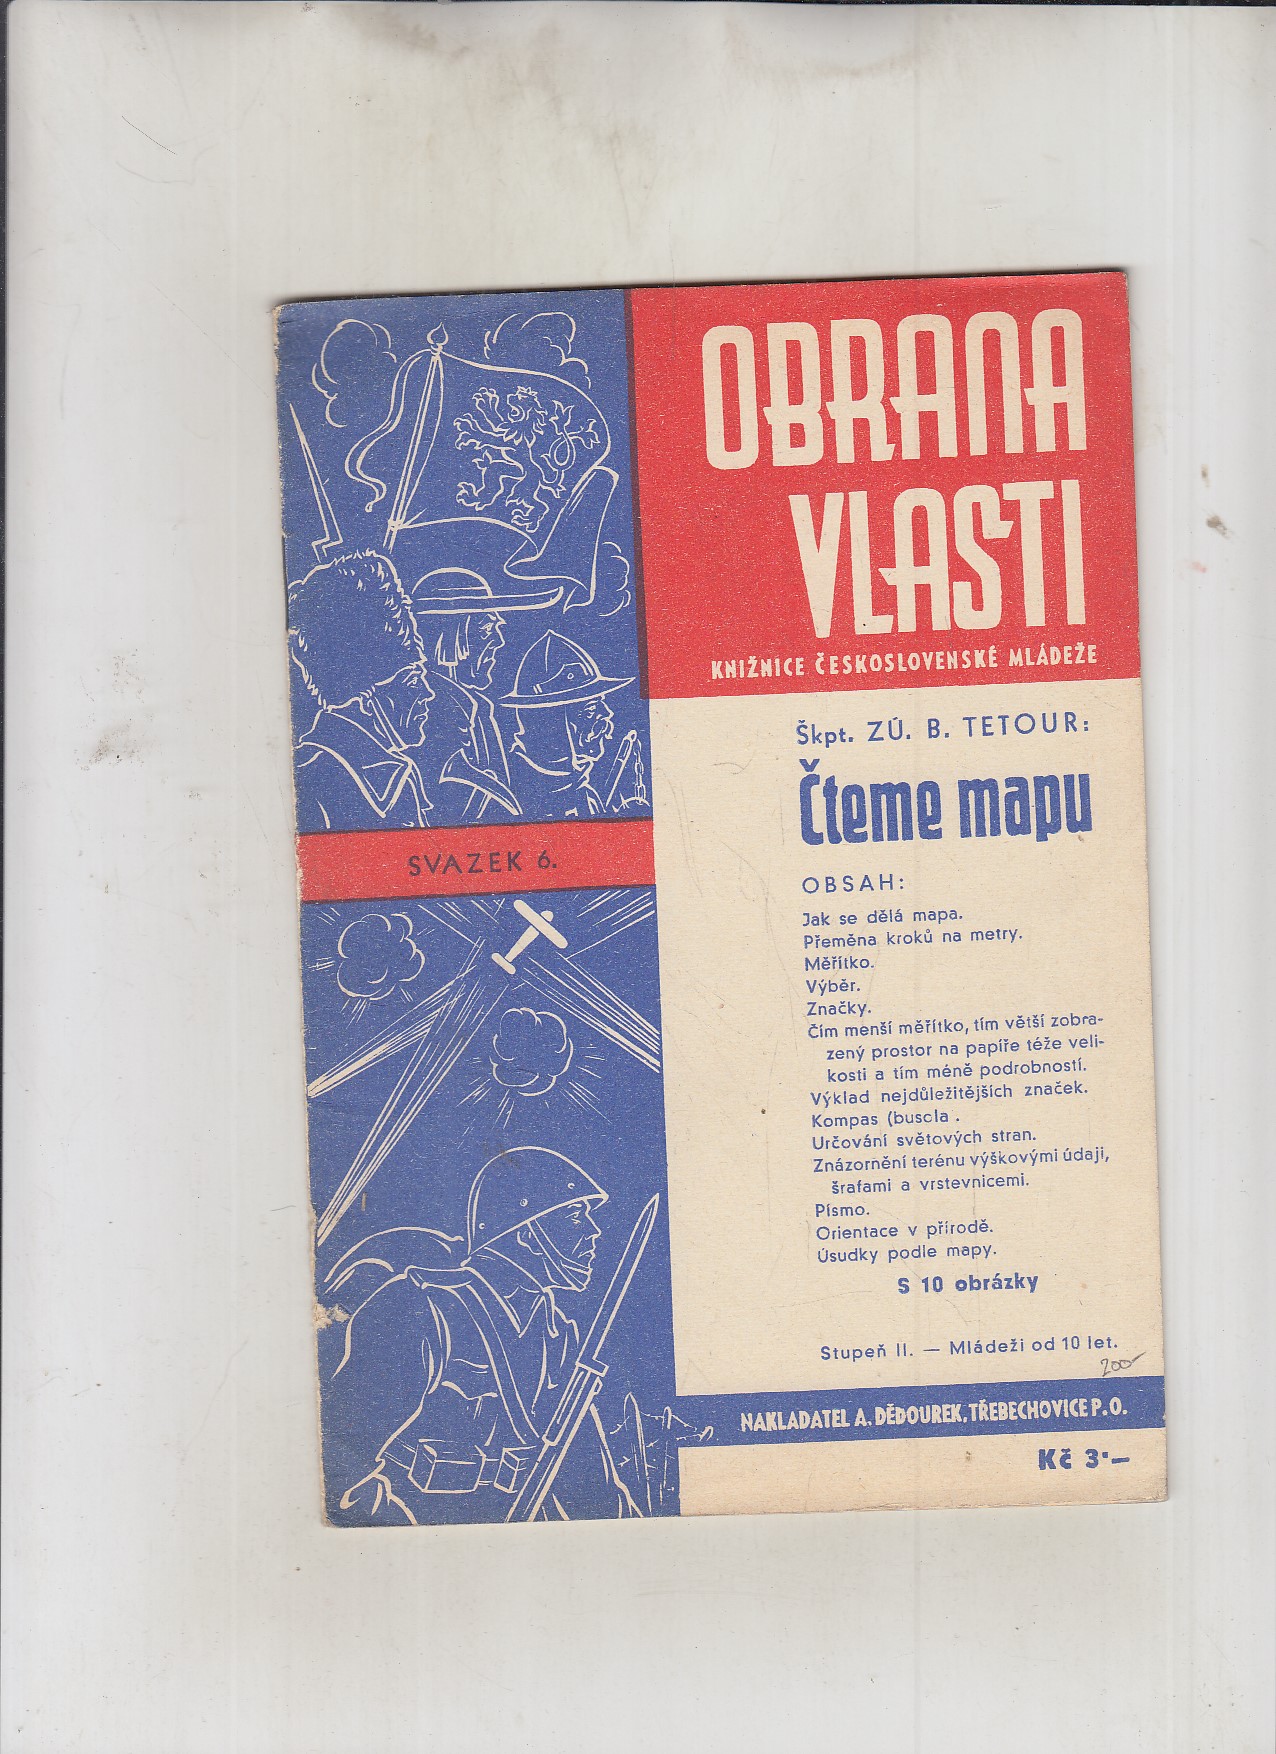 OBRANA
VLASTI
KNIŽNICE ČESKOSLOVENSKÉ MLÁDEŽE
Škpt. ZÚ. B. TETOUR:
Čteme mapu
SVAZEK 6.
OBSAH:
Jak se dělá mapa.
Přeměna kroků na metry.
Měřítko.
Výběr.
Značky.
Čím menší měřítko, tím větší zobra-
zený prostor na papíře téže veli-
kosti a tím méně podrobností.
Výklad nejdůležitějších značek.
Kompas (buscla .
Určování světových stran.
Znázornění terénu výškovými údaji,
šrafami a vrstevnicemi.
Písmo.
Orientace v přírodě.
Úsudky podle mapy.
S 10 obrázky
Stupeň II. — Mládeži od 10 let.
200-
NAKLADATEL A. DĚDOUREK, TŘEBECHOVICE P. O.
Kč 3·—